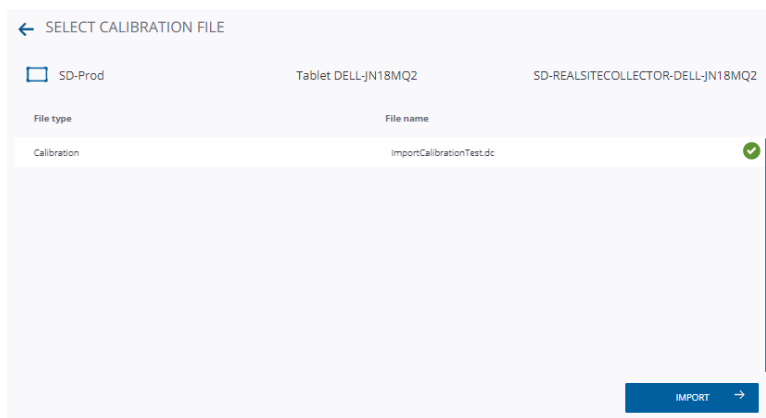 SELECT CALIBRATION FILE
SD-Prod Tablet DELL-JN18MQ2 SD-REALSITECOLLECTOR-DELL-JN18MQ2
File type File name
Calibration ImportCalibrationTest.dc
IMPORT